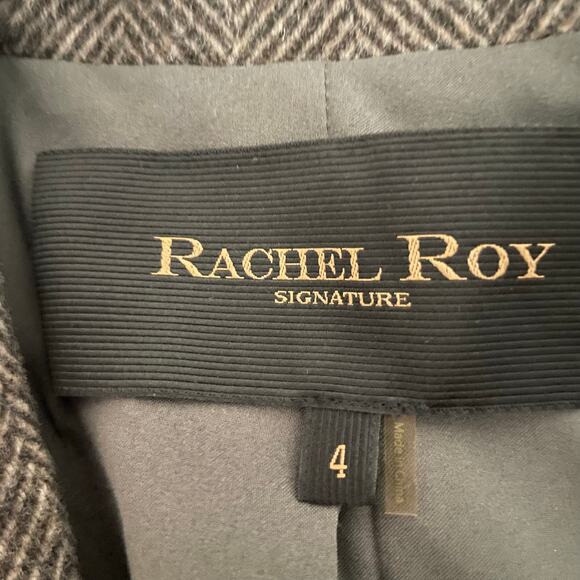 RACHEL ROY
SIGNATURE
4
Made in China